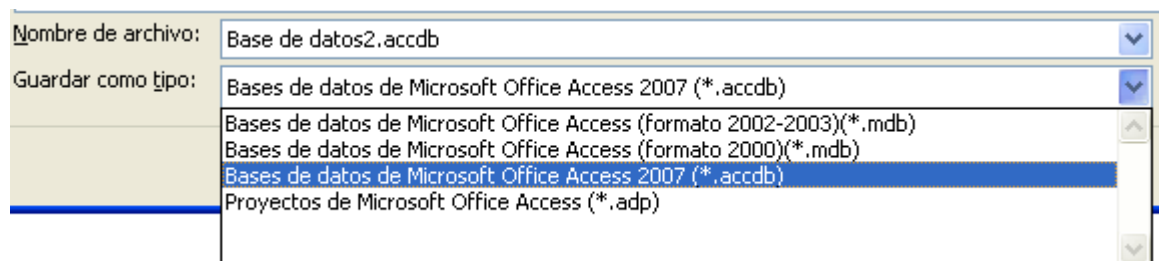 Nombre de archivo: Base de datos2.accdb
Guardar como tipo: Bases de datos de Microsoft Office Access 2007 (*.accdb)
Bases de datos de Microsoft Office Access (formato 2002-2003)(*.mdb)
Bases de datos de Microsoft Office Access (formato 2000)(*.mdb)
Bases de datos de Microsoft Office Access 2007 (*.accdb)
Proyectos de Microsoft Office Access (*.adp)